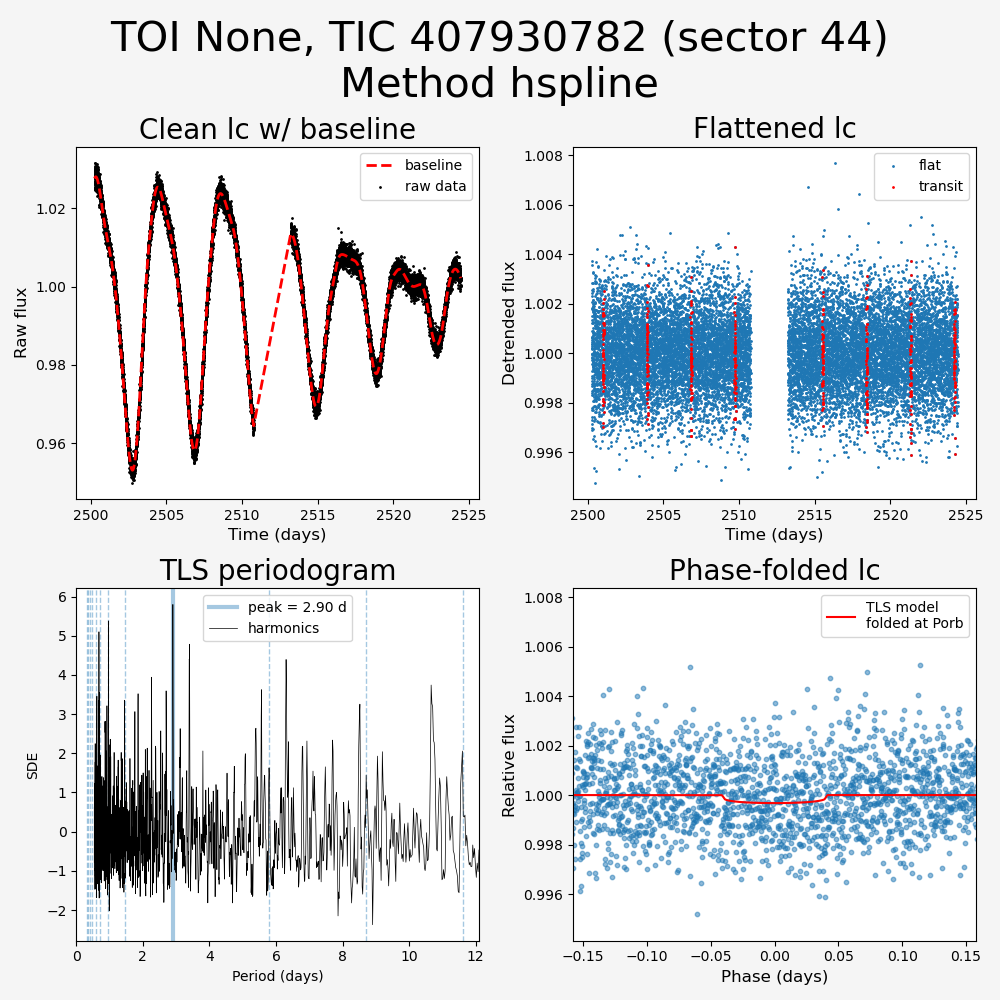 TOI None, TIC 407930782 (sector 44)
Method hspline
Clean lc w/ baseline
Raw flux
1.02
1.00
0.98
0.96
baseline
raw data
2500
2505
2510
2515
2520
2525
Time (days)
Flattened lc
Detrended flux
1.008
1.006
1.004
1.002
1.000
0.998
0.996
flat
transit
2500
2505
2510
2515
2520
2525
Time (days)
TLS periodogram
SDE
6
5
4
3
2
1
0
−1
−2
peak = 2.90 d
harmonics
0
2
4
6
8
10
12
Period (days)
Phase-folded lc
Relative flux
1.008
1.006
1.004
1.002
1.000
0.998
0.996
TLS model
folded at Porb
−0.15
−0.10
−0.05
0.00
0.05
0.10
0.15
Phase (days)